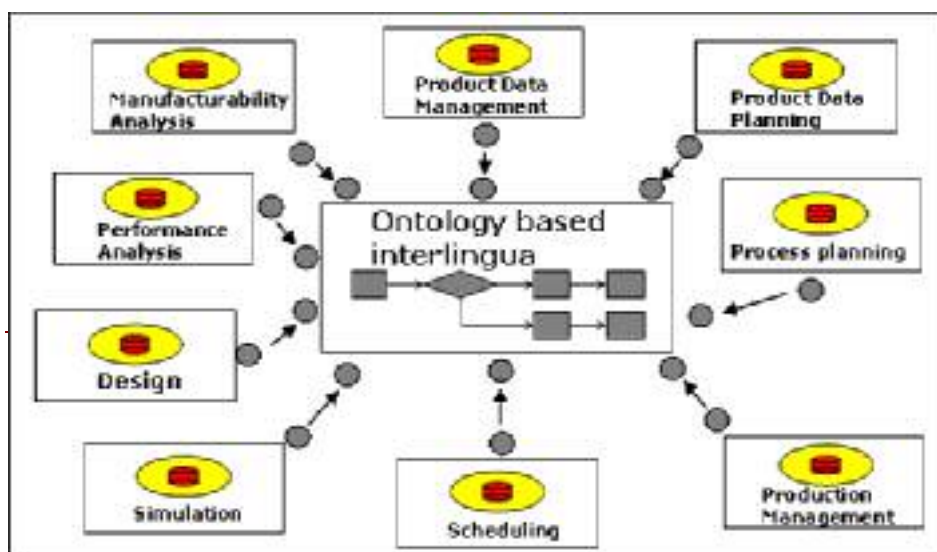 Manufacturability
Analysis
Product Data
Management
Product Data
Planning
Performance
Analysis
Ontology based
interlingua
Process planning
Design
Simulation
Scheduling
Production
Management